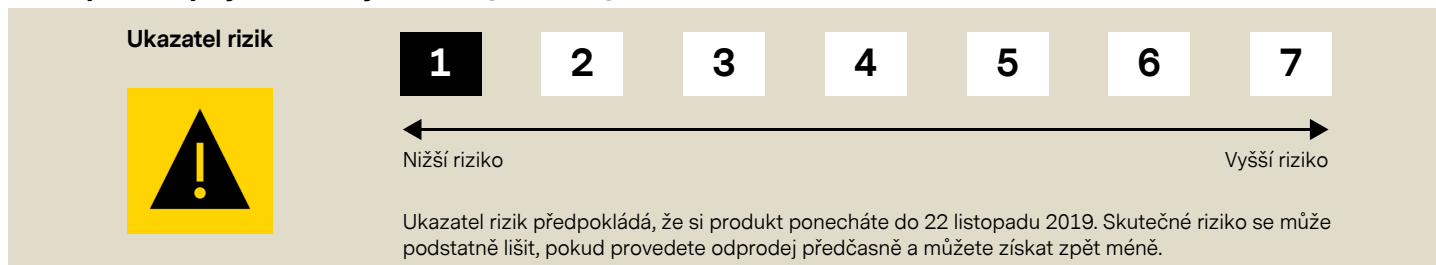 Ukazatel rizik
1 2 3 4 5 6 7
Nižší riziko Vyšší riziko
Ukazatel rizik předpokládá, že si produkt ponecháte do 22 listopadu 2019. Skutečné riziko se může
podstatně lišit, pokud provedete odprodej předčasně a můžete získat zpět méně.